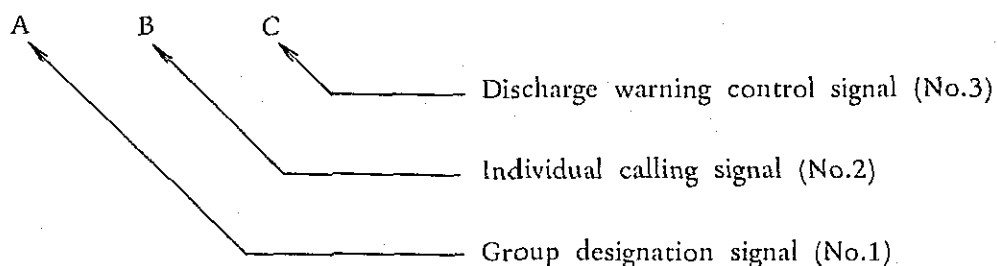 A B C
Discharge warning control signal (No.3)
Individual calling signal (No.2)
Group designation signal (No.1)